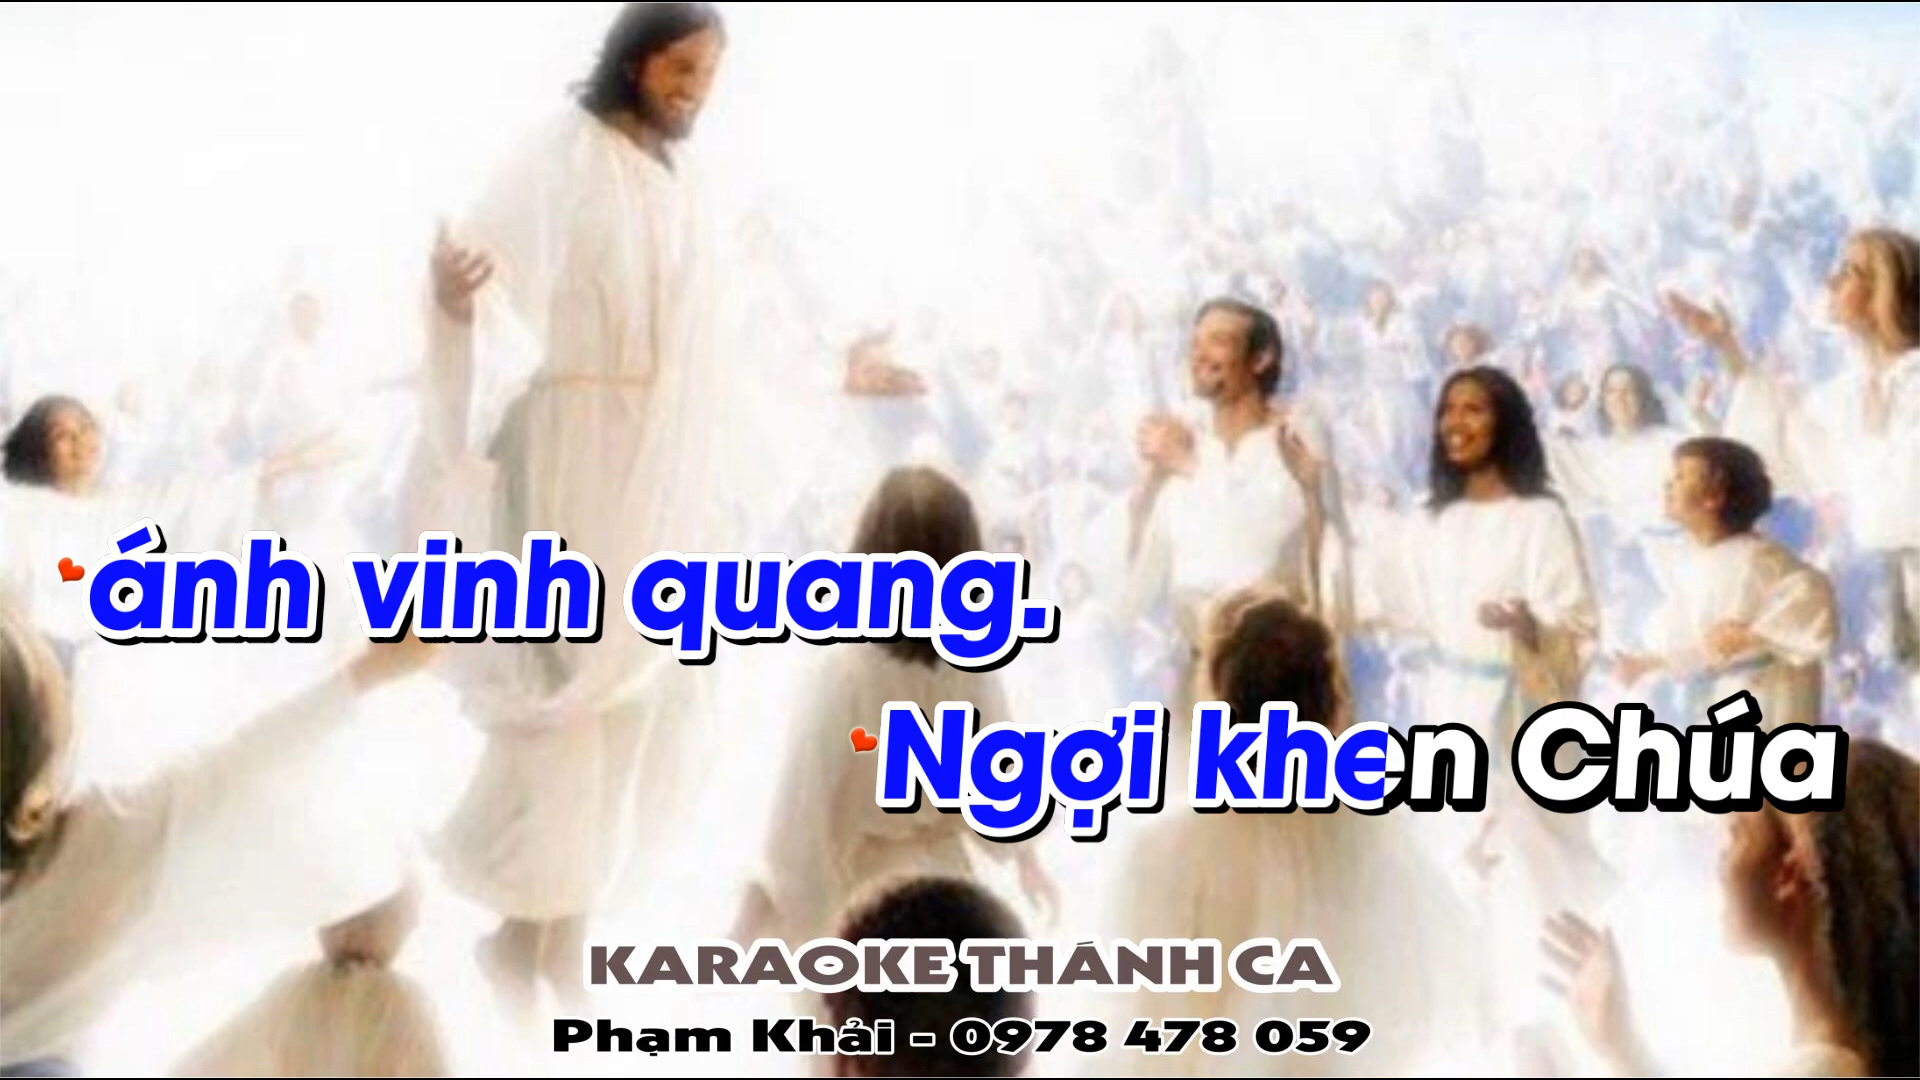 ánh vinh quang.
Ngợi khen Chúa
KARAOKE THÁNH CA
Phạm Khải - 0978 478 059